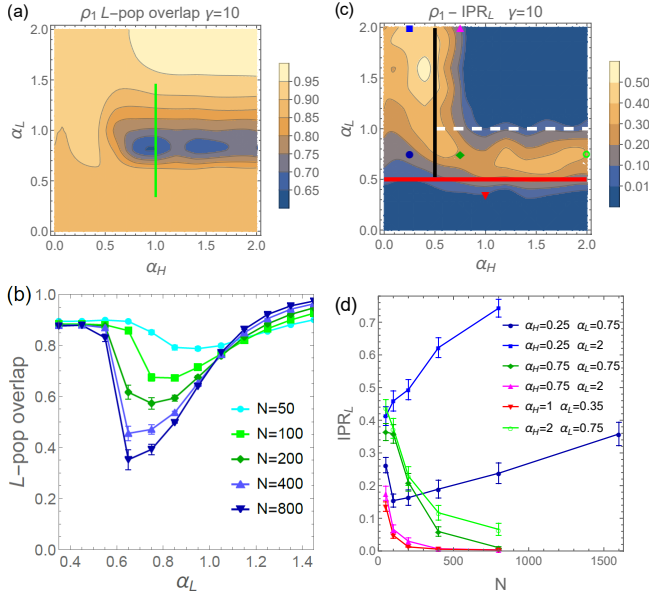 (a)
ρ1 L-pop overlap γ=10
2.0
1.5
1.0
0.5
0.0
αL
0.0 0.5 1.0 1.5 2.0
αH
0.95
0.90
0.85
0.80
0.75
0.70
0.65
(c)
ρ1 – IPRL γ=10
2.0
1.5
1.0
0.5
0.0
αL
0.0 0.5 1.0 1.5 2.0
αH
0.50
0.40
0.30
0.20
0.10
0.01
(b)
1.0
0.8
0.6
0.4
0.2
0.0
L-pop overlap
N=50
N=100
N=200
N=400
N=800
0.4 0.6 0.8 1.0 1.2 1.4
αL
(d)
0.7
0.6
0.5
0.4
0.3
0.2
0.1
0.0
IPRL
αH=0.25 αL=0.75
αH=0.25 αL=2
αH=0.75 αL=0.75
αH=0.75 αL=2
αH=1 αL=0.35
αH=2 αL=0.75
0 500 1000 1500
N